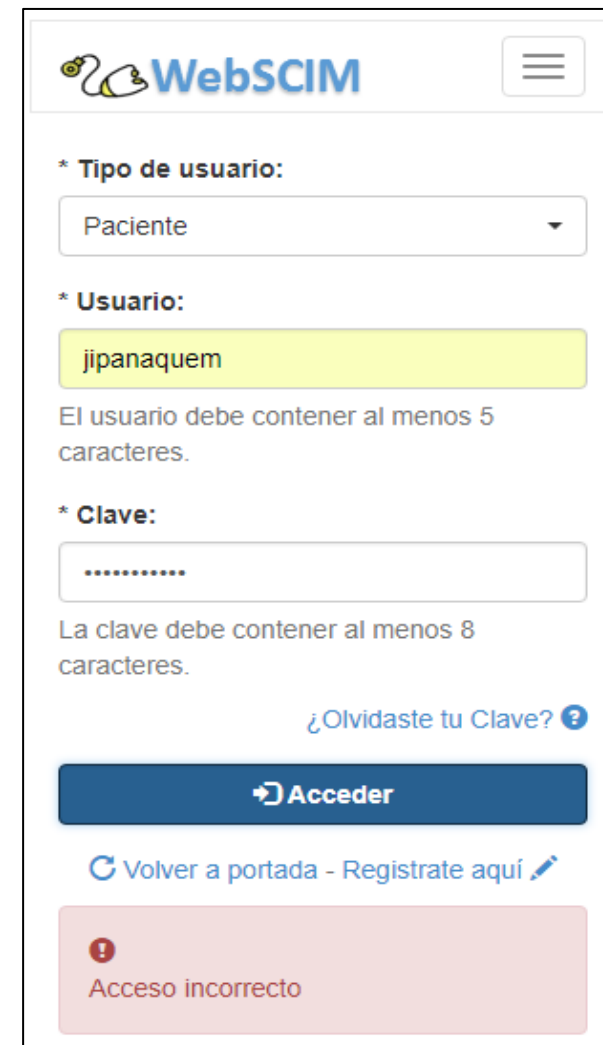 WebSCIM
* Tipo de usuario:
Paciente
* Usuario:
jipanaquem
El usuario debe contener al menos 5
caracteres.
* Clave:
•••••••••••
La clave debe contener al menos 8
caracteres.
¿Olvidaste tu Clave?
Acceder
Volver a portada - Registrate aquí
Acceso incorrecto